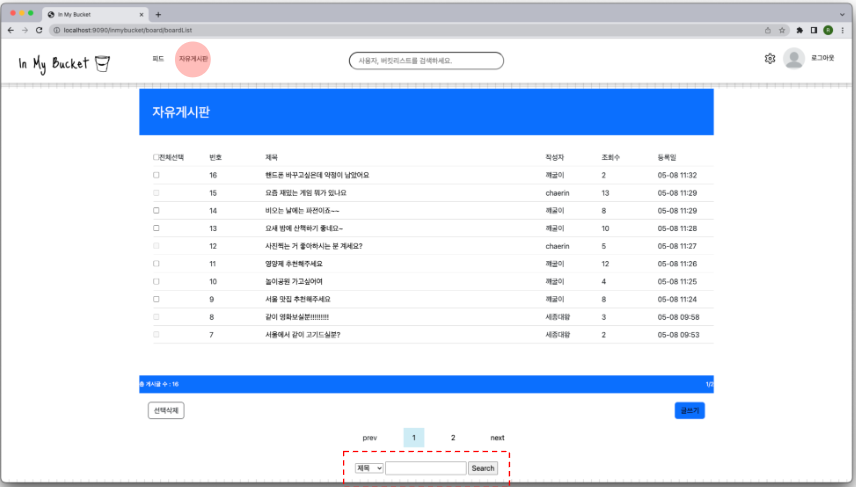 In My Bucket
localhost:9090/inmybucket/board/boardList
In My Bucket 피드 자유게시판 사용자, 버킷리스트를 검색하세요. 로그아웃
자유게시판
전체선택 번호 제목 작성자 조회수 등록일
16 핸드폰 바꾸고싶은데 약정이 남았어요 깨굴이 2 05-08 11:32
15 요즘 재밌는 게임 뭐가 있나요 chaerin 13 05-08 11:29
14 비오는 날에는 파전이죠~~ 깨굴이 8 05-08 11:29
13 요새 밤에 산책하기 좋네요~ 깨굴이 10 05-08 11:28
12 사진찍는 거 좋아하시는 분 계세요? chaerin 5 05-08 11:27
11 영양제 추천해주세요 깨굴이 12 05-08 11:26
10 놀이공원 가고싶어여 깨굴이 4 05-08 11:25
9 서울 맛집 추천해주세요 깨굴이 8 05-08 11:24
8 같이 영화보실분!!!!!!!!! 세종대왕 3 05-08 09:58
7 서울에서 같이 고기드실분? 세종대왕 2 05-08 09:53
총 게시글 수 : 16 1/2
선택삭제 글쓰기
prev 1 2 next
제목 Search